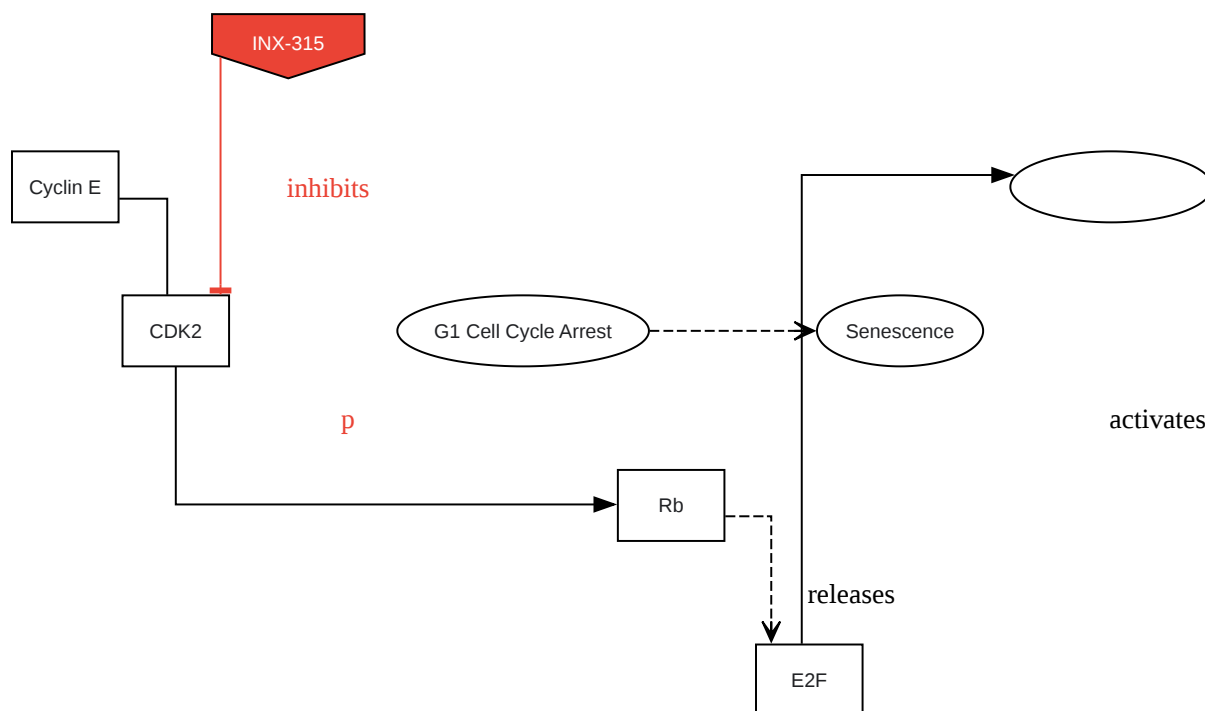 INX-315
Cyclin E
inhibits
CDK2
G1 Cell Cycle Arrest
Senescence
p
activates
Rb
releases
E2F